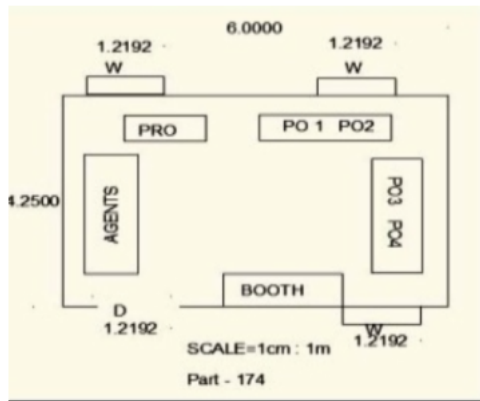 6.0000
1.2192
1.2192
W
W
PRO
PO 1 PO2
AGENTS
PO3 PO4
4.2500
BOOTH
D
1.2192
W
1.2192
SCALE=1cm : 1m
Part - 174